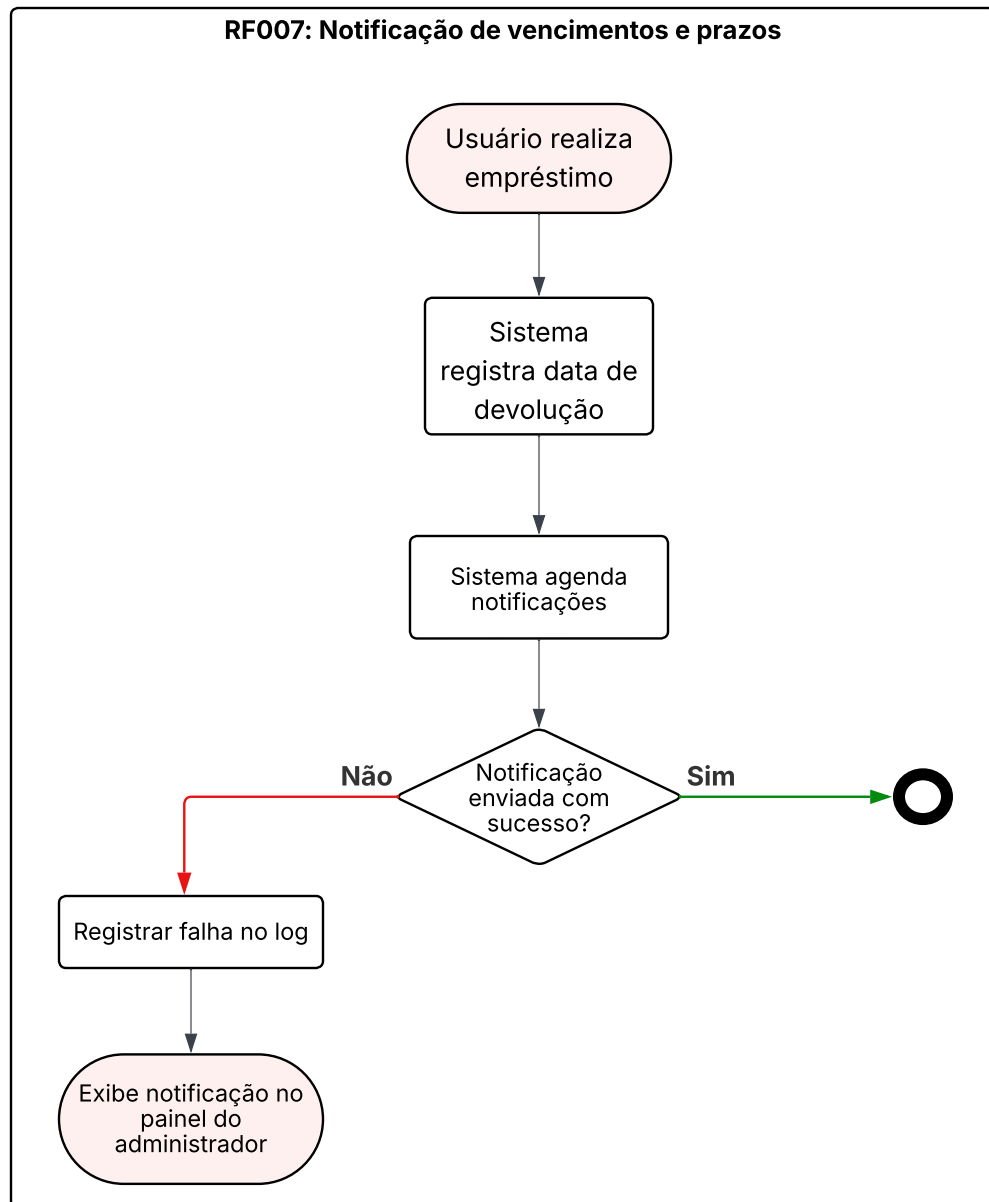 RF007: Notificação de vencimentos e prazos
Usuário realiza
empréstimo
Sistema
registra data de
devolução
Sistema agenda
notificações
Notificação
enviada com
sucesso?
Não
Sim
Registrar falha no log
Exibe notificação no
painel do
administrador